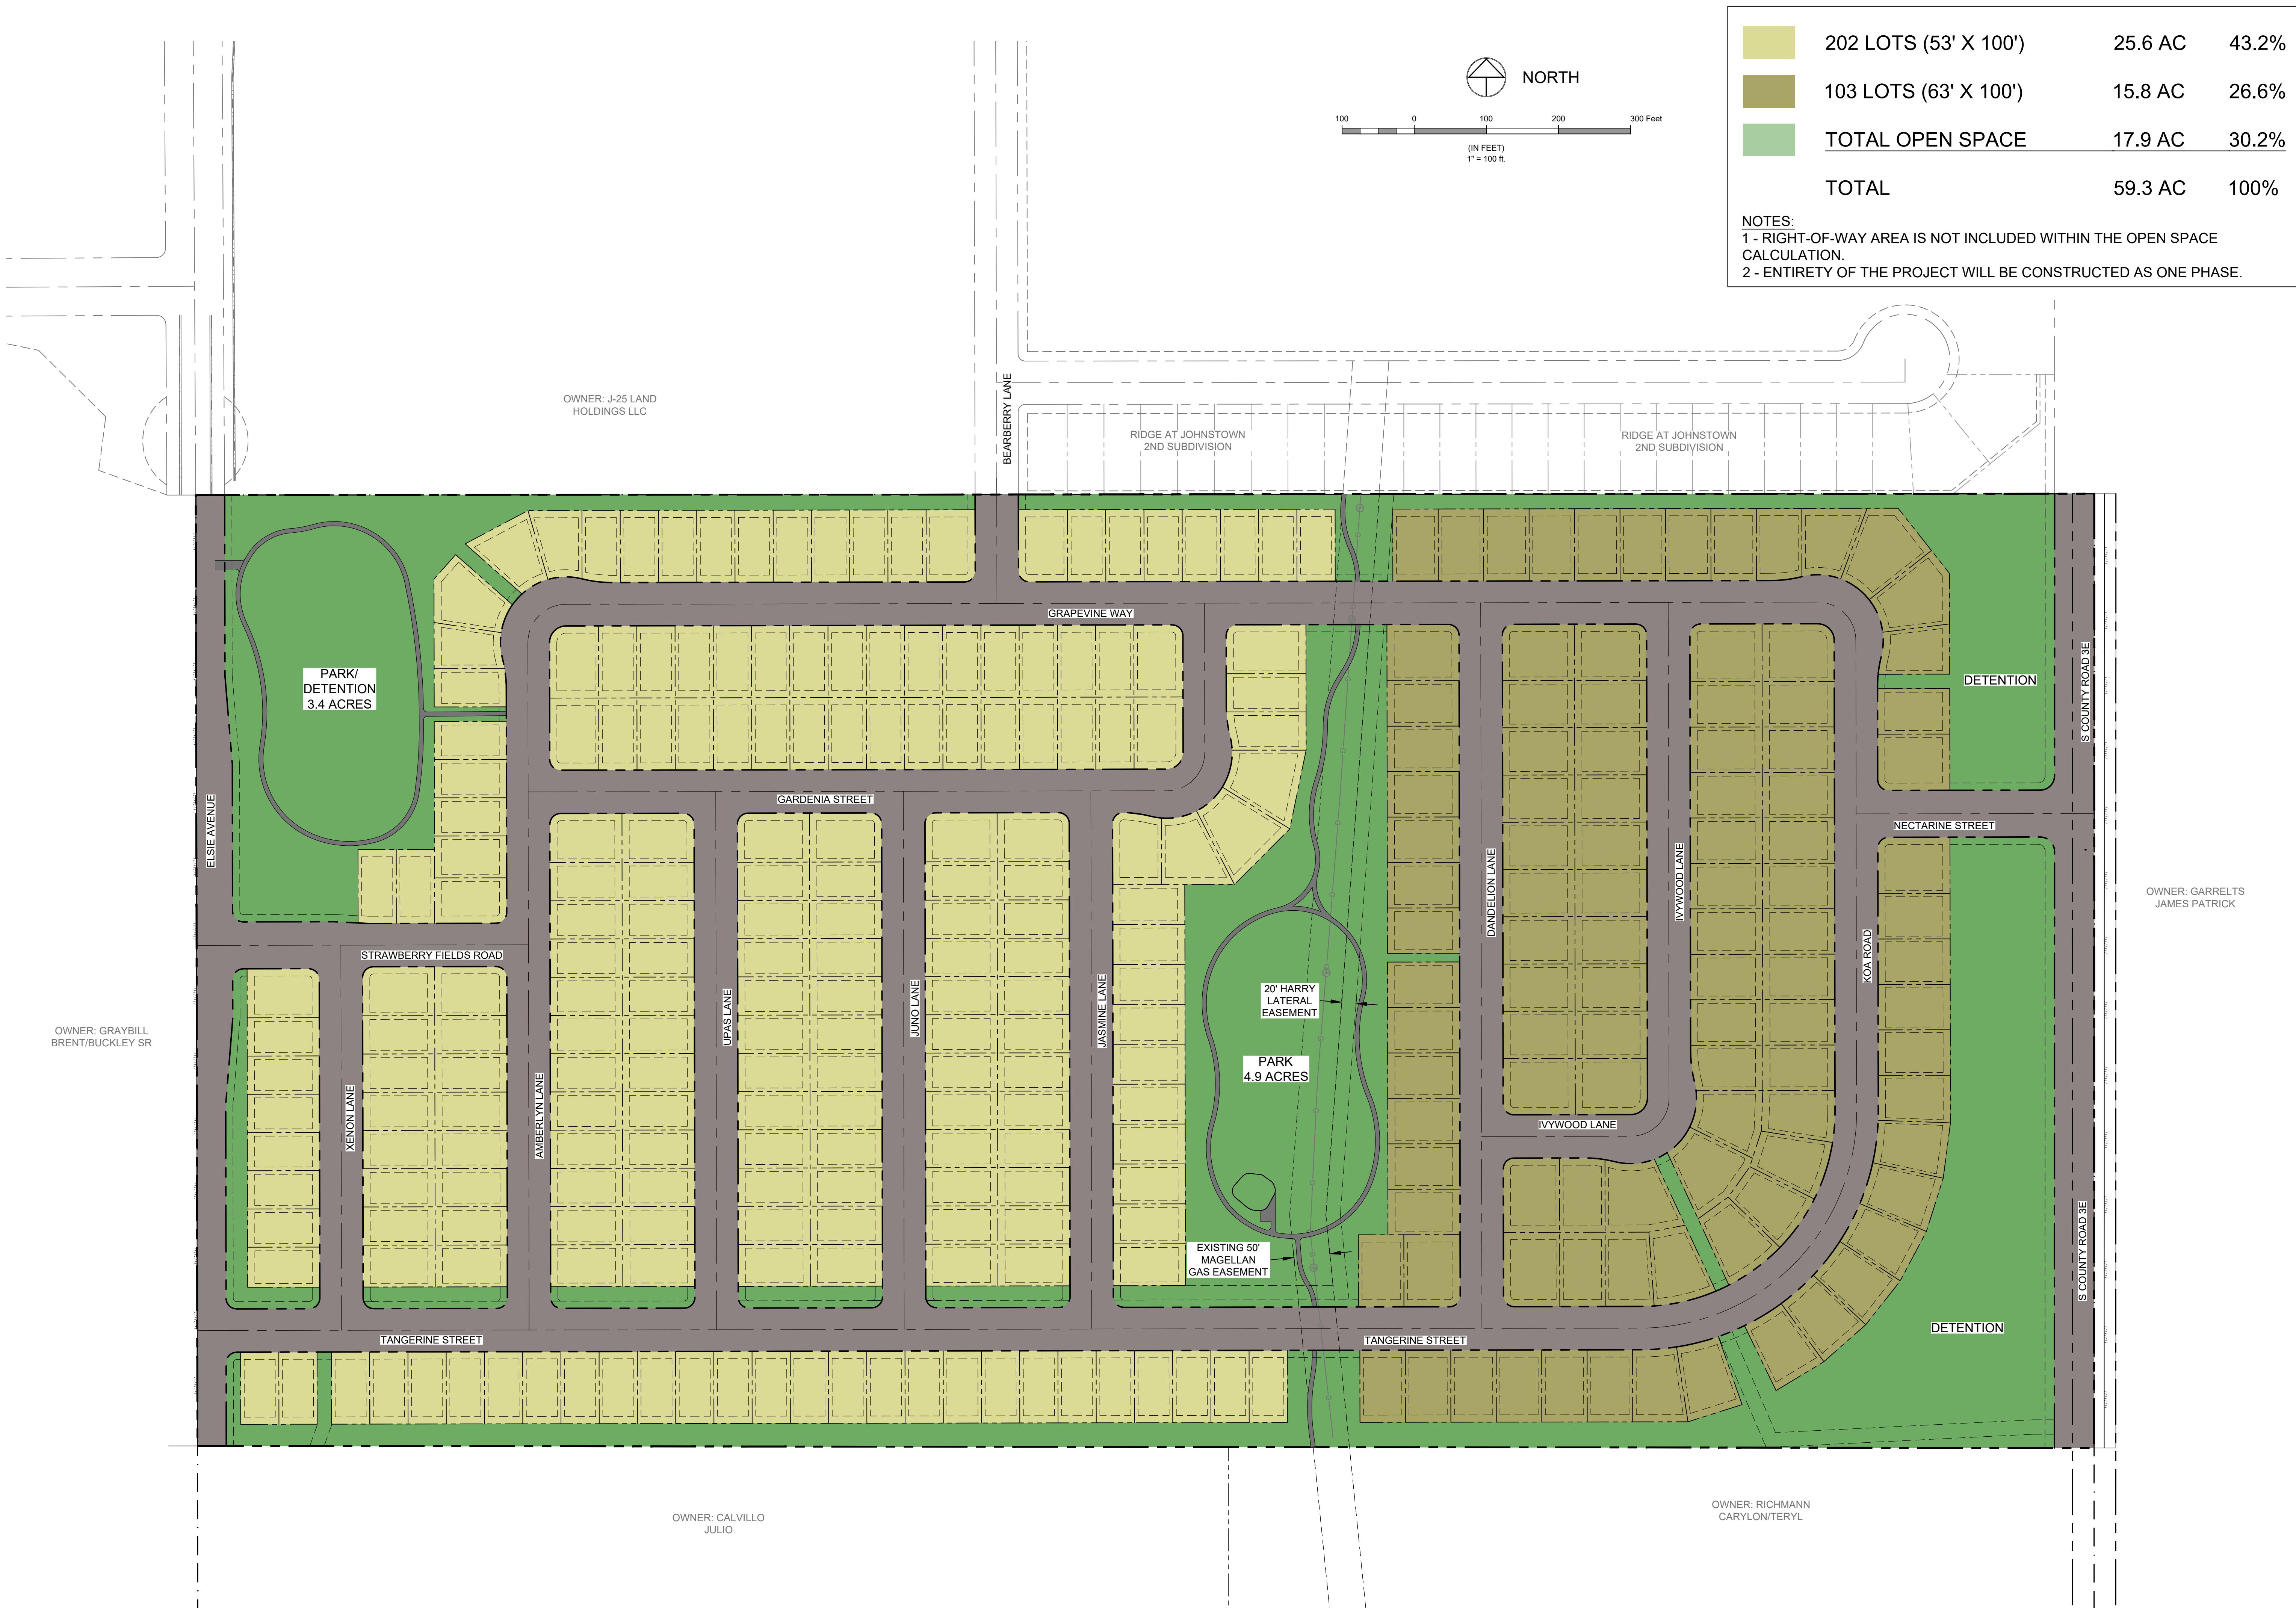 202 LOTS (53' X 100') 25.6 AC 43.2%
103 LOTS (63' X 100') 15.8 AC 26.6%
TOTAL OPEN SPACE 17.9 AC 30.2%
TOTAL 59.3 AC 100%
NOTES:
1 - RIGHT-OF-WAY AREA IS NOT INCLUDED WITHIN THE OPEN SPACE
CALCULATION.
2 - ENTIRETY OF THE PROJECT WILL BE CONSTRUCTED AS ONE PHASE.
NORTH
100 0 100 200 300 Feet
(IN FEET)
1" = 100 ft.
OWNER: J-25 LAND
HOLDINGS LLC
BEARBERRY LANE
RIDGE AT JOHNSTOWN
2ND SUBDIVISION
RIDGE AT JOHNSTOWN
2ND SUBDIVISION
GRAPEVINE WAY
PARK/
DETENTION
3.4 ACRES
DETENTION
S COUNTY ROAD 3E
ELSIE AVENUE
GARDENIA STREET
NECTARINE STREET
DANDELION LANE
IVYWOOD LANE
KOA ROAD
OWNER: GARRELTS
JAMES PATRICK
STRAWBERRY FIELDS ROAD
OWNER: GRAYBILL
BRENT/BUCKLEY SR
XENON LANE
AMBERLYN LANE
UPAS LANE
JUNO LANE
JASMINE LANE
20' HARRY
LATERAL
EASEMENT
PARK
4.9 ACRES
IVYWOOD LANE
EXISTING 50'
MAGELLAN
GAS EASEMENT
S COUNTY ROAD 3E
DETENTION
TANGERINE STREET
TANGERINE STREET
OWNER: CALVILLO
JULIO
OWNER: RICHMANN
CARYLON/TERYL